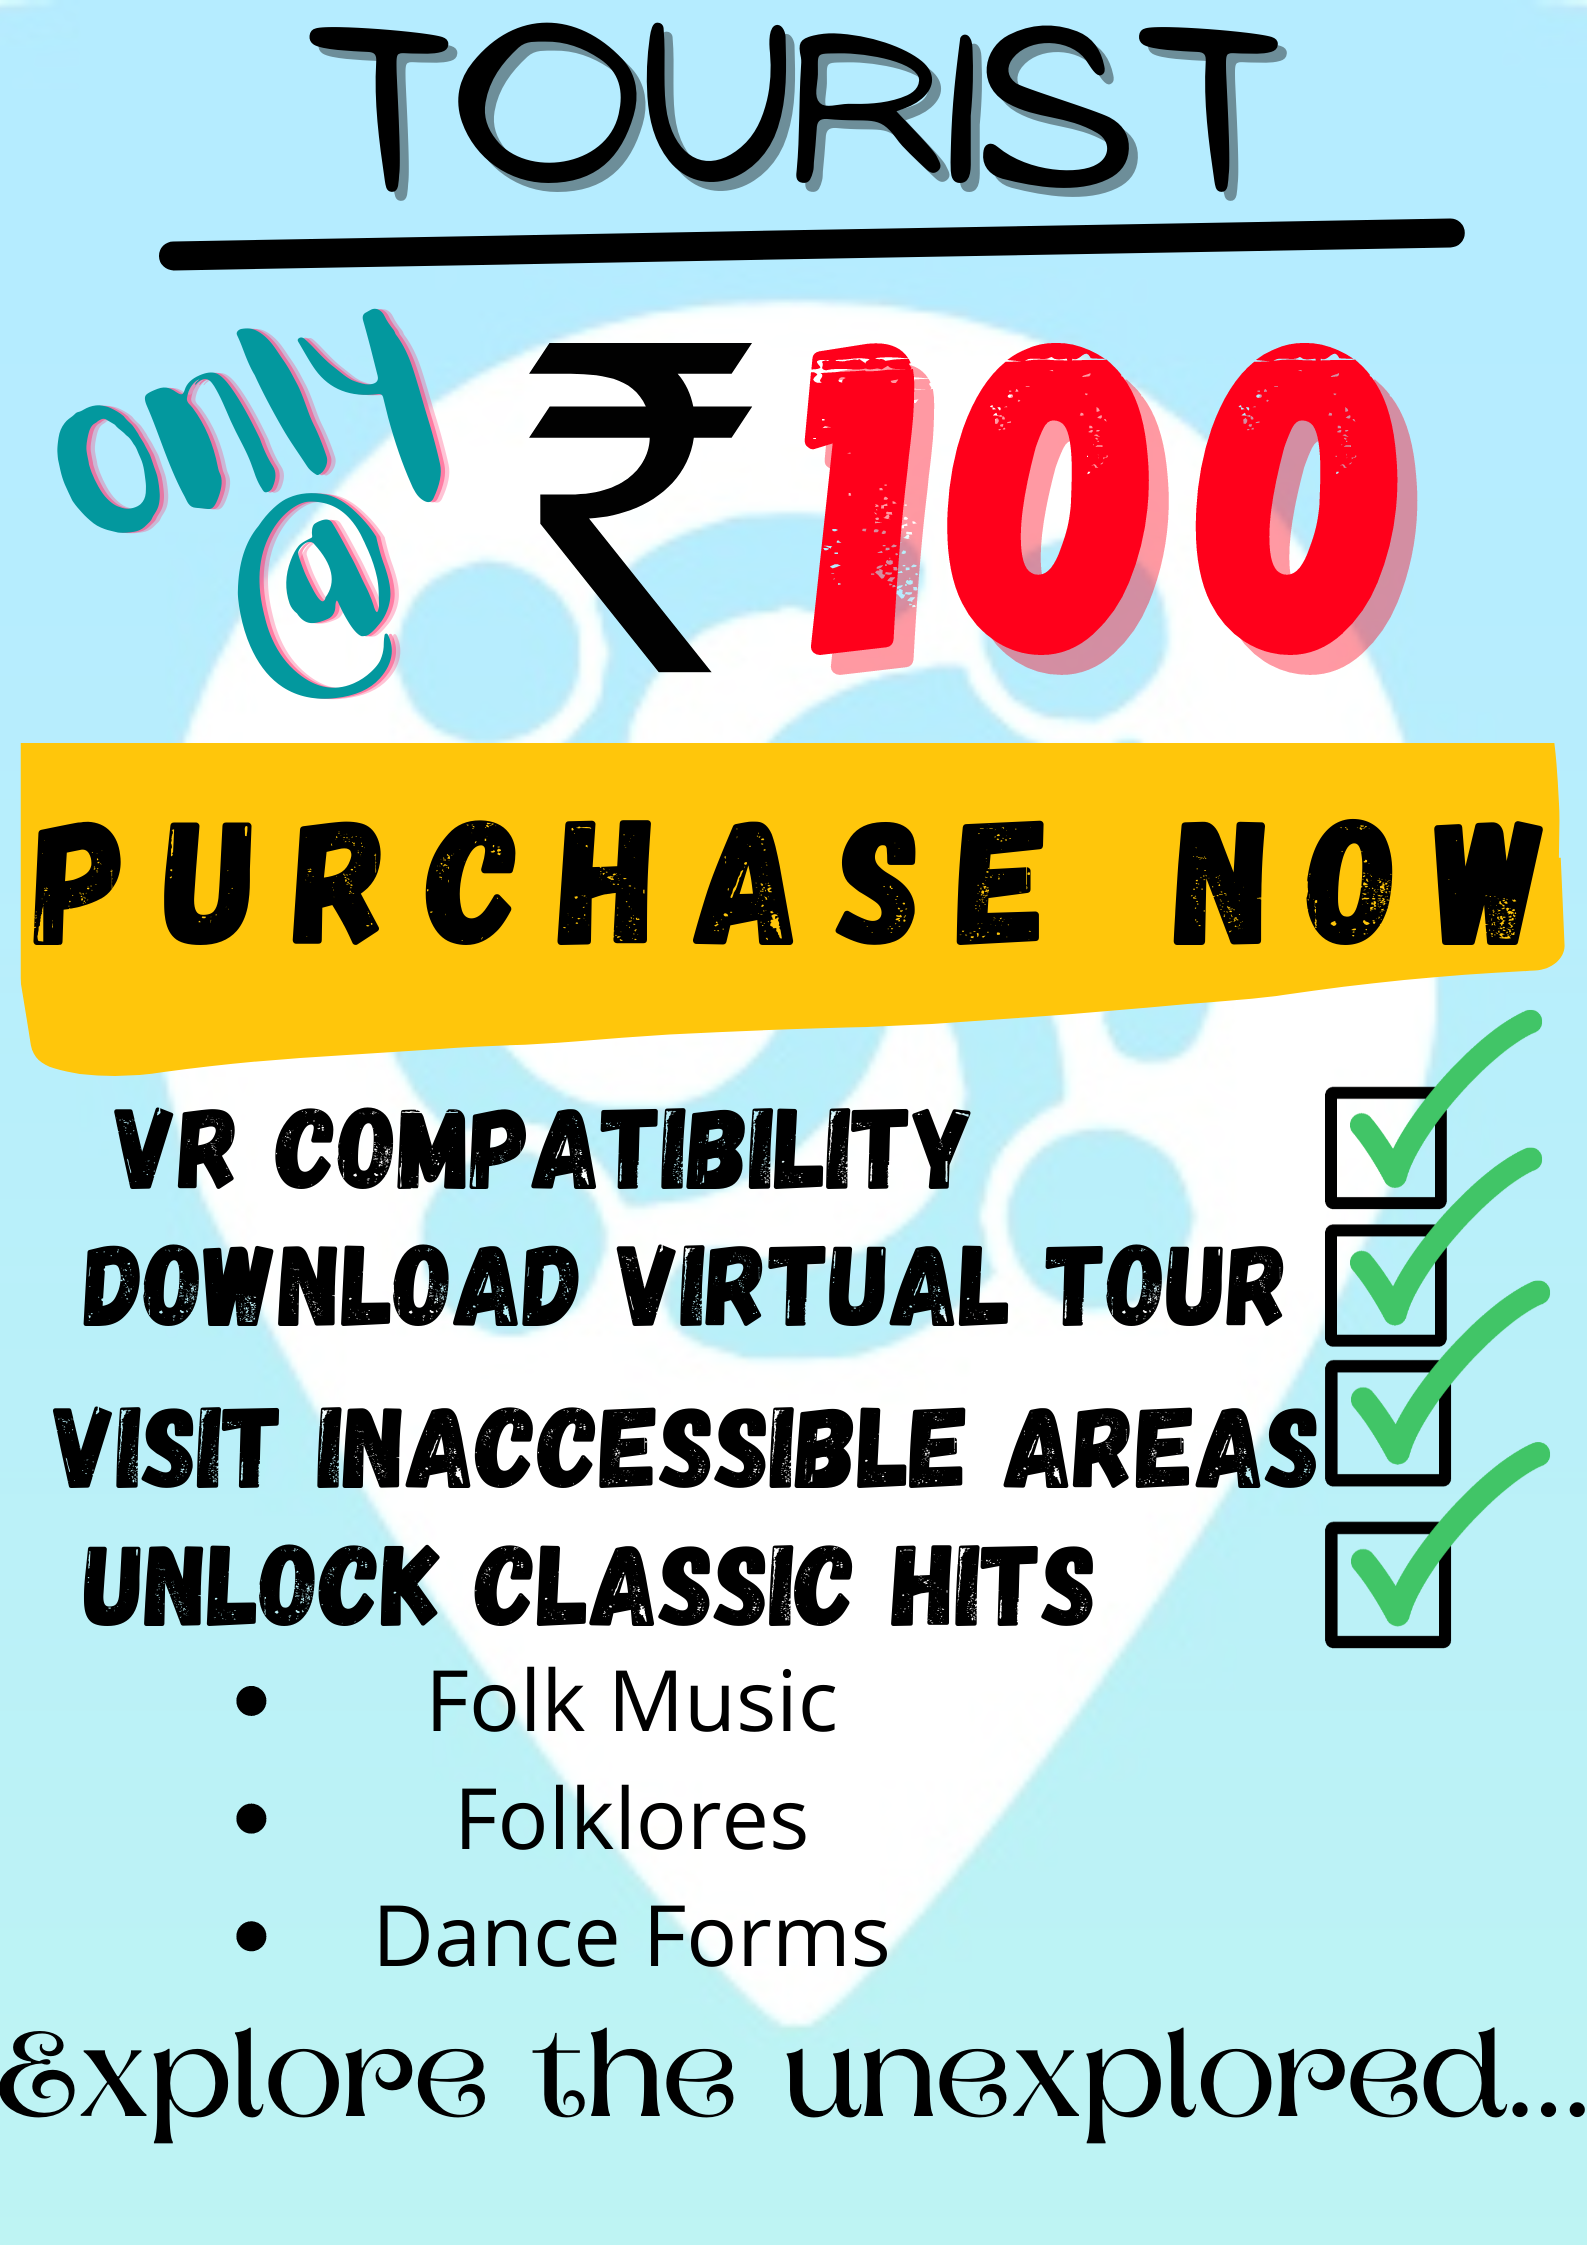 TOURIST
only
@
₹ 100
PURCHASE NOW
VR COMPATIBILITY
DOWNLOAD VIRTUAL TOUR
VISIT INACCESSIBLE AREAS
UNLOCK CLASSIC HITS
• Folk Music
• Folklores
• Dance Forms
Explore the unexplored...